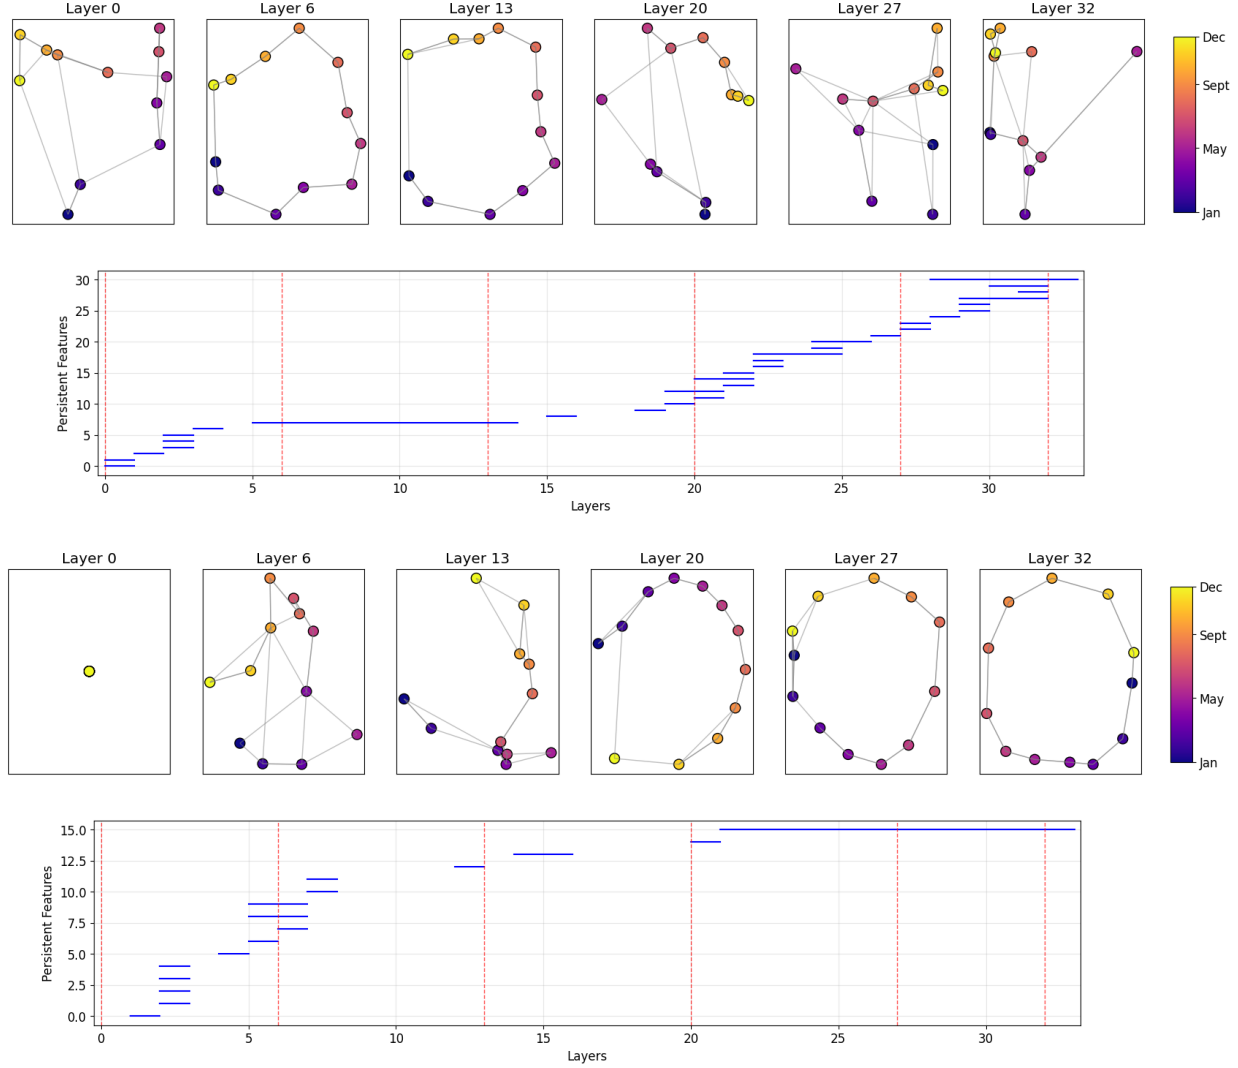 Layer 0 Layer 6 Layer 13 Layer 20 Layer 27 Layer 32
Dec
Sept
May
Jan
Persistent Features
30
25
20
15
10
5
0
0 5 10 15 20 25 30
Layers
Layer 0 Layer 6 Layer 13 Layer 20 Layer 27 Layer 32
Dec
Sept
May
Jan
Persistent Features
15.0
12.5
10.0
7.5
5.0
2.5
0.0
0 5 10 15 20 25 30
Layers